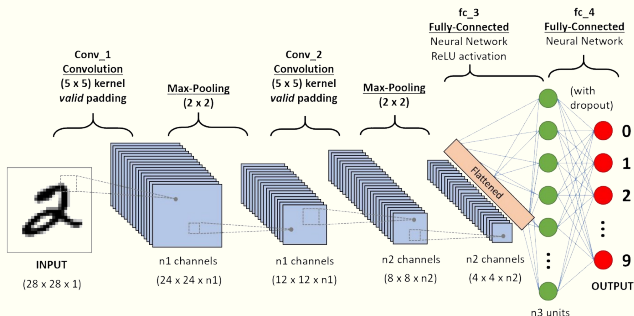 fc_3
Fully-Connected
Neural Network
ReLU activation
fc_4
Fully-Connected
Neural Network
Conv_1
Convolution
(5 x 5) kernel
valid padding
Max-Pooling
(2 x 2)
Conv_2
Convolution
(5 x 5) kernel
valid padding
Max-Pooling
(2 x 2)
(with
dropout)
Flattened
0
1
2
9
OUTPUT
INPUT
(28 x 28 x 1)
n1 channels
(24 x 24 x n1)
n1 channels
(12 x 12 x n1)
n2 channels
(8 x 8 x n2)
n2 channels
(4 x 4 x n2)
n3 units
2